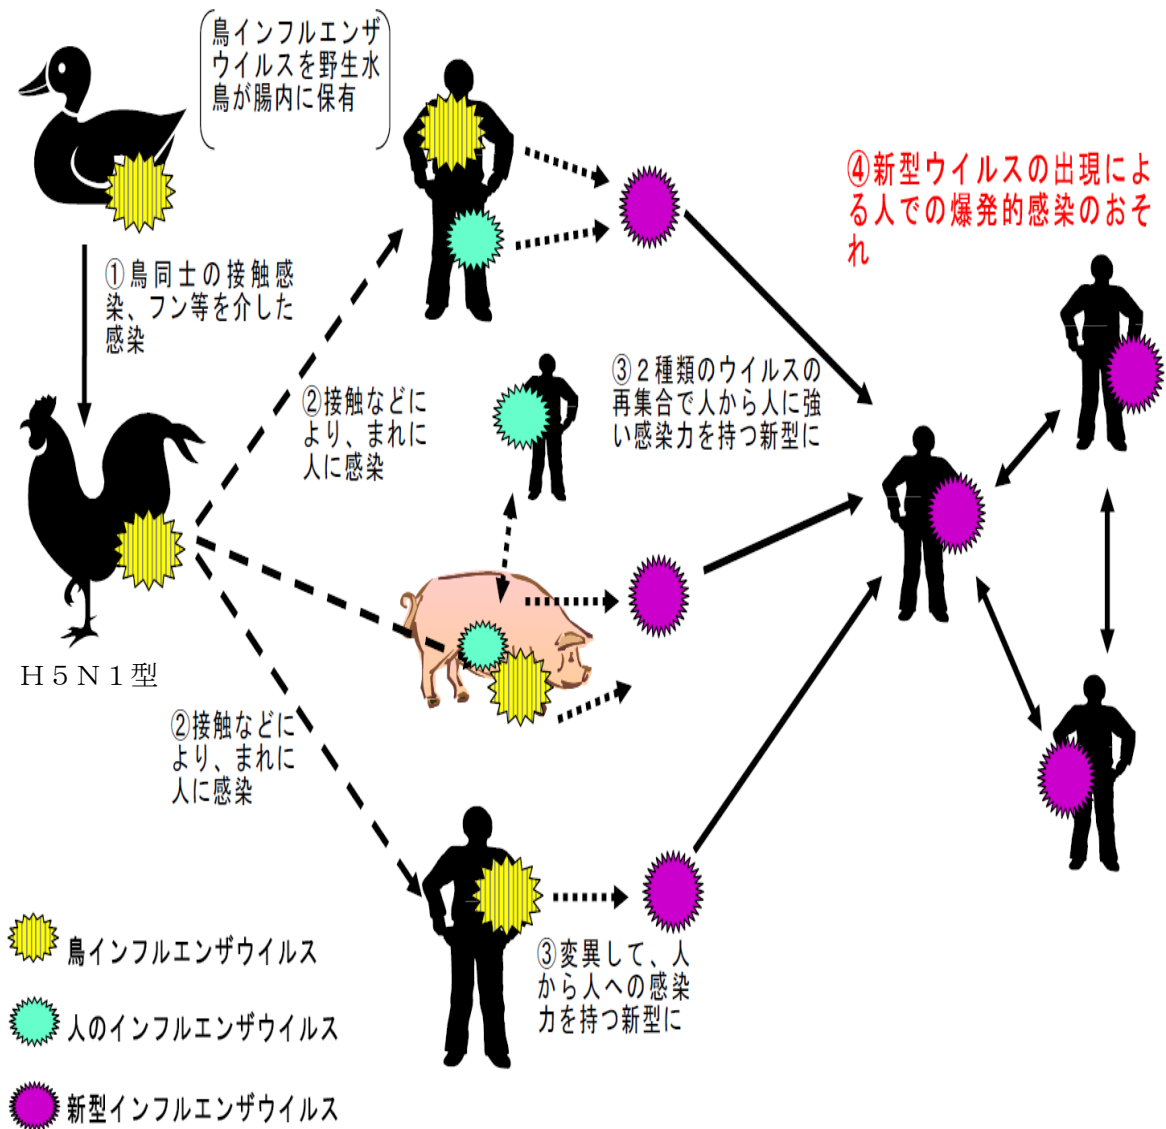 鳥インフルエンザ
ウイルスを野生水
鳥が腸内に保有
④新型ウイルスの出現によ
る人での爆発的感染のおそ
れ
①鳥同士の接触感
染、フン等を介した
感染
②接触などに
より、まれに
人に感染
③２種類のウイルスの
再集合で人から人に強
い感染力を持つ新型に
Ｈ５Ｎ１型
②接触などに
より、まれに
人に感染
③変異して、人
から人への感染
力を持つ新型に
鳥インフルエンザウイルス
人のインフルエンザウイルス
新型インフルエンザウイルス